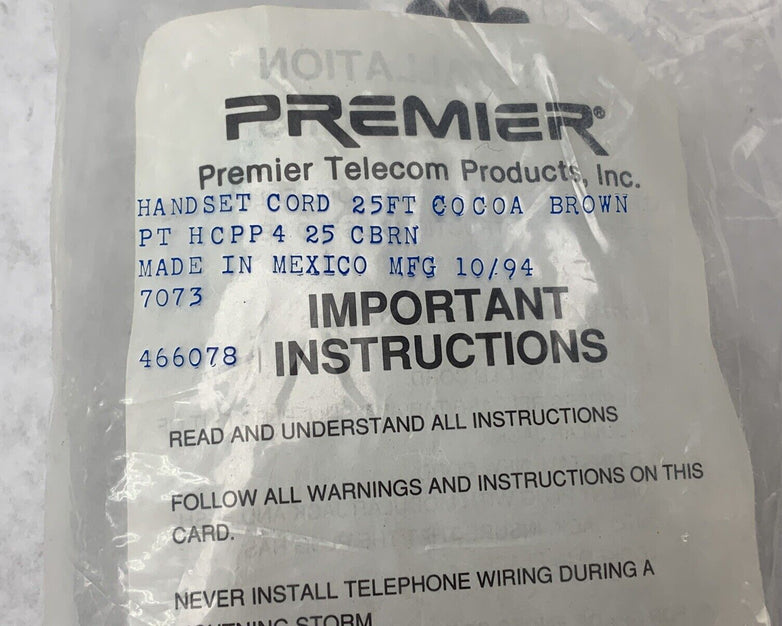 PREMIER®
Premier Telecom Products, Inc.
HANDSET CORD 25FT COCOA BROWN
PT HCPP4 25 CBRN
MADE IN MEXICO MFG 10/94
7073
IMPORTANT
466078 INSTRUCTIONS
READ AND UNDERSTAND ALL INSTRUCTIONS
FOLLOW ALL WARNINGS AND INSTRUCTIONS ON THIS
CARD.
NEVER INSTALL TELEPHONE WIRING DURING A
LIGHTNING STORM